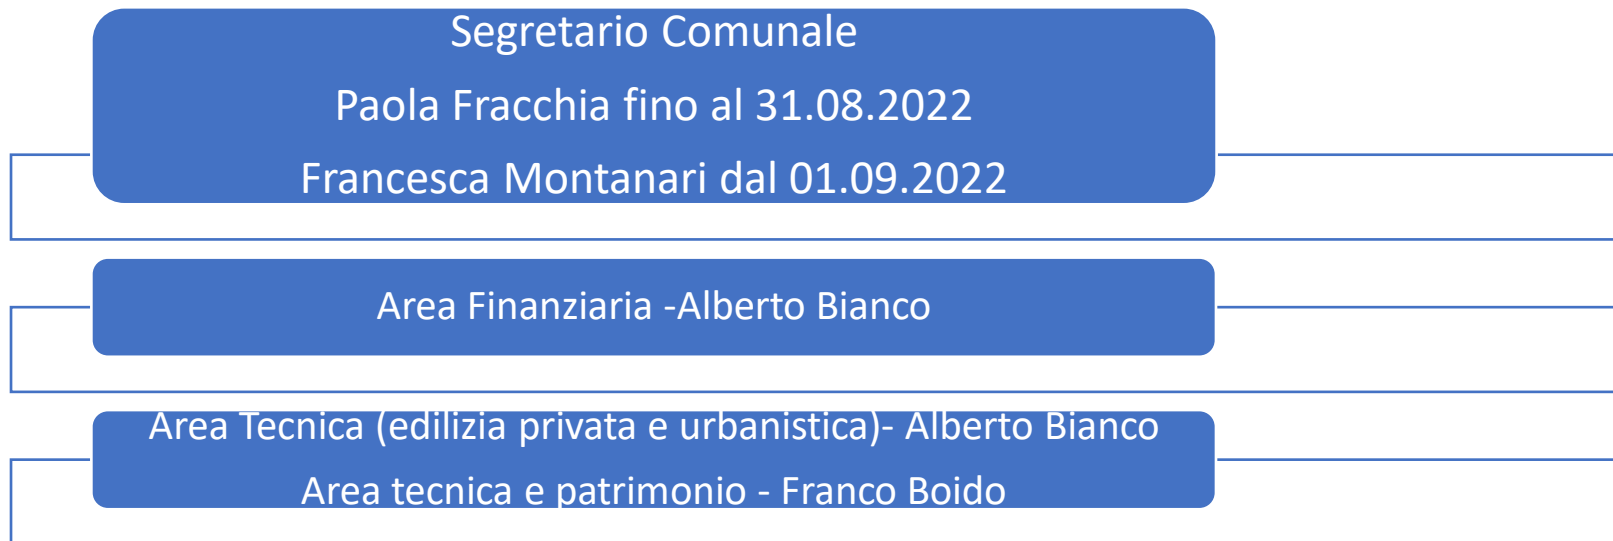 Segretario Comunale
Paola Fracchia fino al 31.08.2022
Francesca Montanari dal 01.09.2022
Area Finanziaria -Alberto Bianco
Area Tecnica (edilizia privata e urbanistica)- Alberto Bianco
Area tecnica e patrimonio - Franco Boido